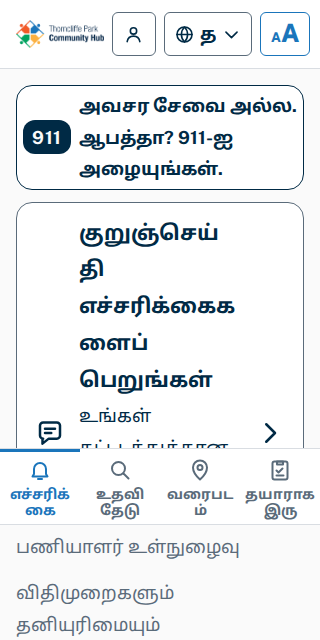 Thorncliffe Park
Community Hub
த
AA
அவசர சேவை அல்ல.
911
ஆபத்தா? 911-ஐ
அழையுங்கள்.
குறுஞ்செய்
தி
எச்சரிக்கைக
ளைப்
பெறுங்கள்
உங்கள்
எச்சரிக்
கை
உதவி
தேடு
வரைபட
ம்
தயாராக
இரு
பணியாளர் உள்நுழைவு
விதிமுறைகளும்
தனியுரிமையும்